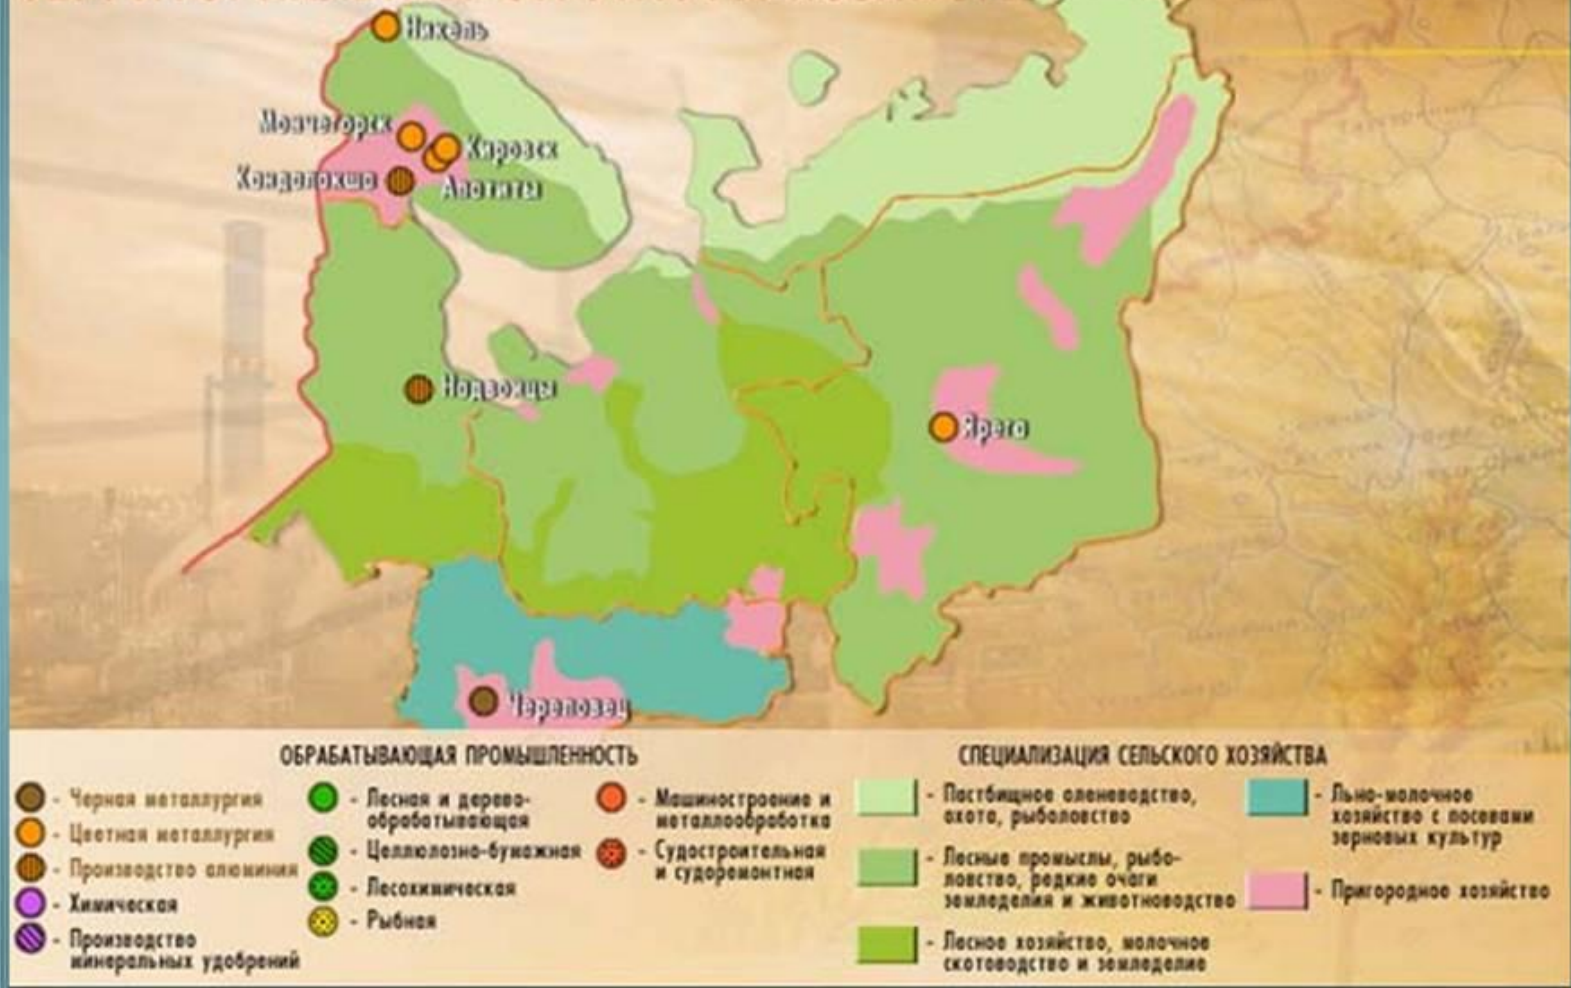 Никель
Мончегорск
Кировск
Кандалакша
Апатиты
Надвоицы
Ярега
Череповец
ОБРАБАТЫВАЮЩАЯ ПРОМЫШЛЕННОСТЬ
- Черная металлургия
- Цветная металлургия
- Производство алюминия
- Химическая
- Производство
минеральных удобрений
- Лесная и дерево-
обрабатывающая
- Целлюлозно-бумажная
- Лесохимическая
- Рыбная
- Машиностроение и
металлообработка
- Судостроительная
и судоремонтная
СПЕЦИАЛИЗАЦИЯ СЕЛЬСКОГО ХОЗЯЙСТВА
- Пастбищное оленеводство,
охота, рыболовство
- Лесные промыслы, рыбо-
ловство, редкие очаги
земледелия и животноводство
- Лесное хозяйство, молочное
скотоводство и земледелие
- Льно-молочное
хозяйство с посевами
зерновых культур
- Пригородное хозяйство